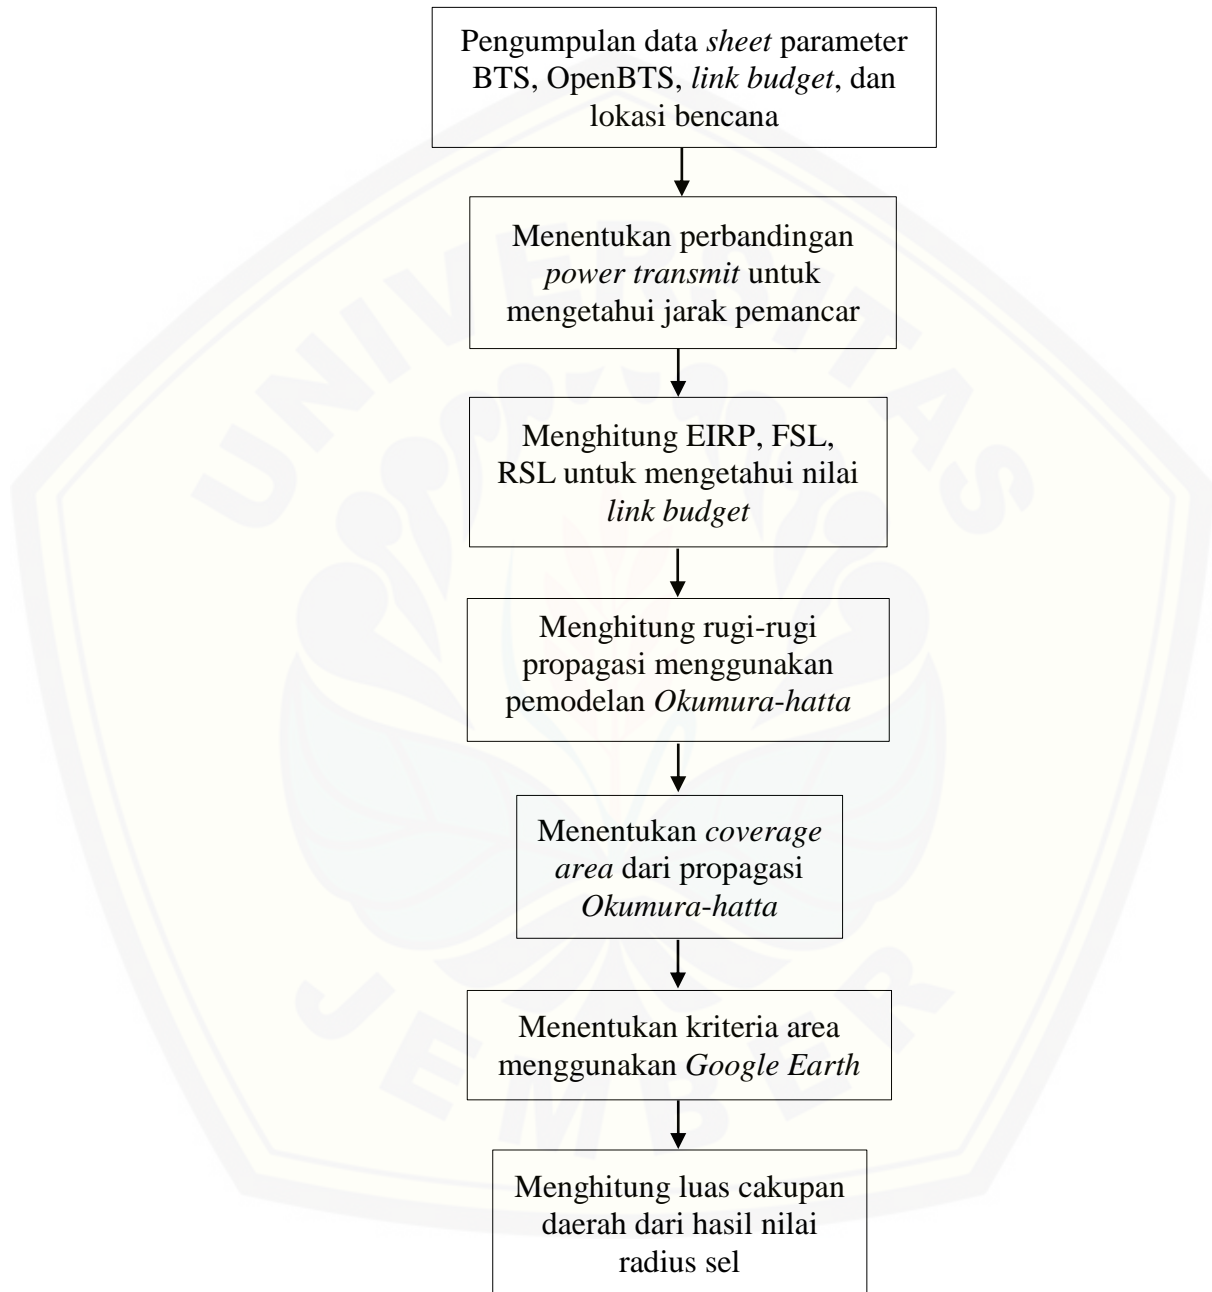 Pengumpulan data sheet parameter
BTS, OpenBTS, link budget, dan
lokasi bencana
Menentukan perbandingan
power transmit untuk
mengetahui jarak pemancar
Menghitung EIRP, FSL,
RSL untuk mengetahui nilai
link budget
Menghitung rugi-rugi
propagasi menggunakan
pemodelan Okumura-hatta
Menentukan coverage
area dari propagasi
Okumura-hatta
Menentukan kriteria area
menggunakan Google Earth
Menghitung luas cakupan
daerah dari hasil nilai
radius sel
UNIVERSITAS
JEMBER